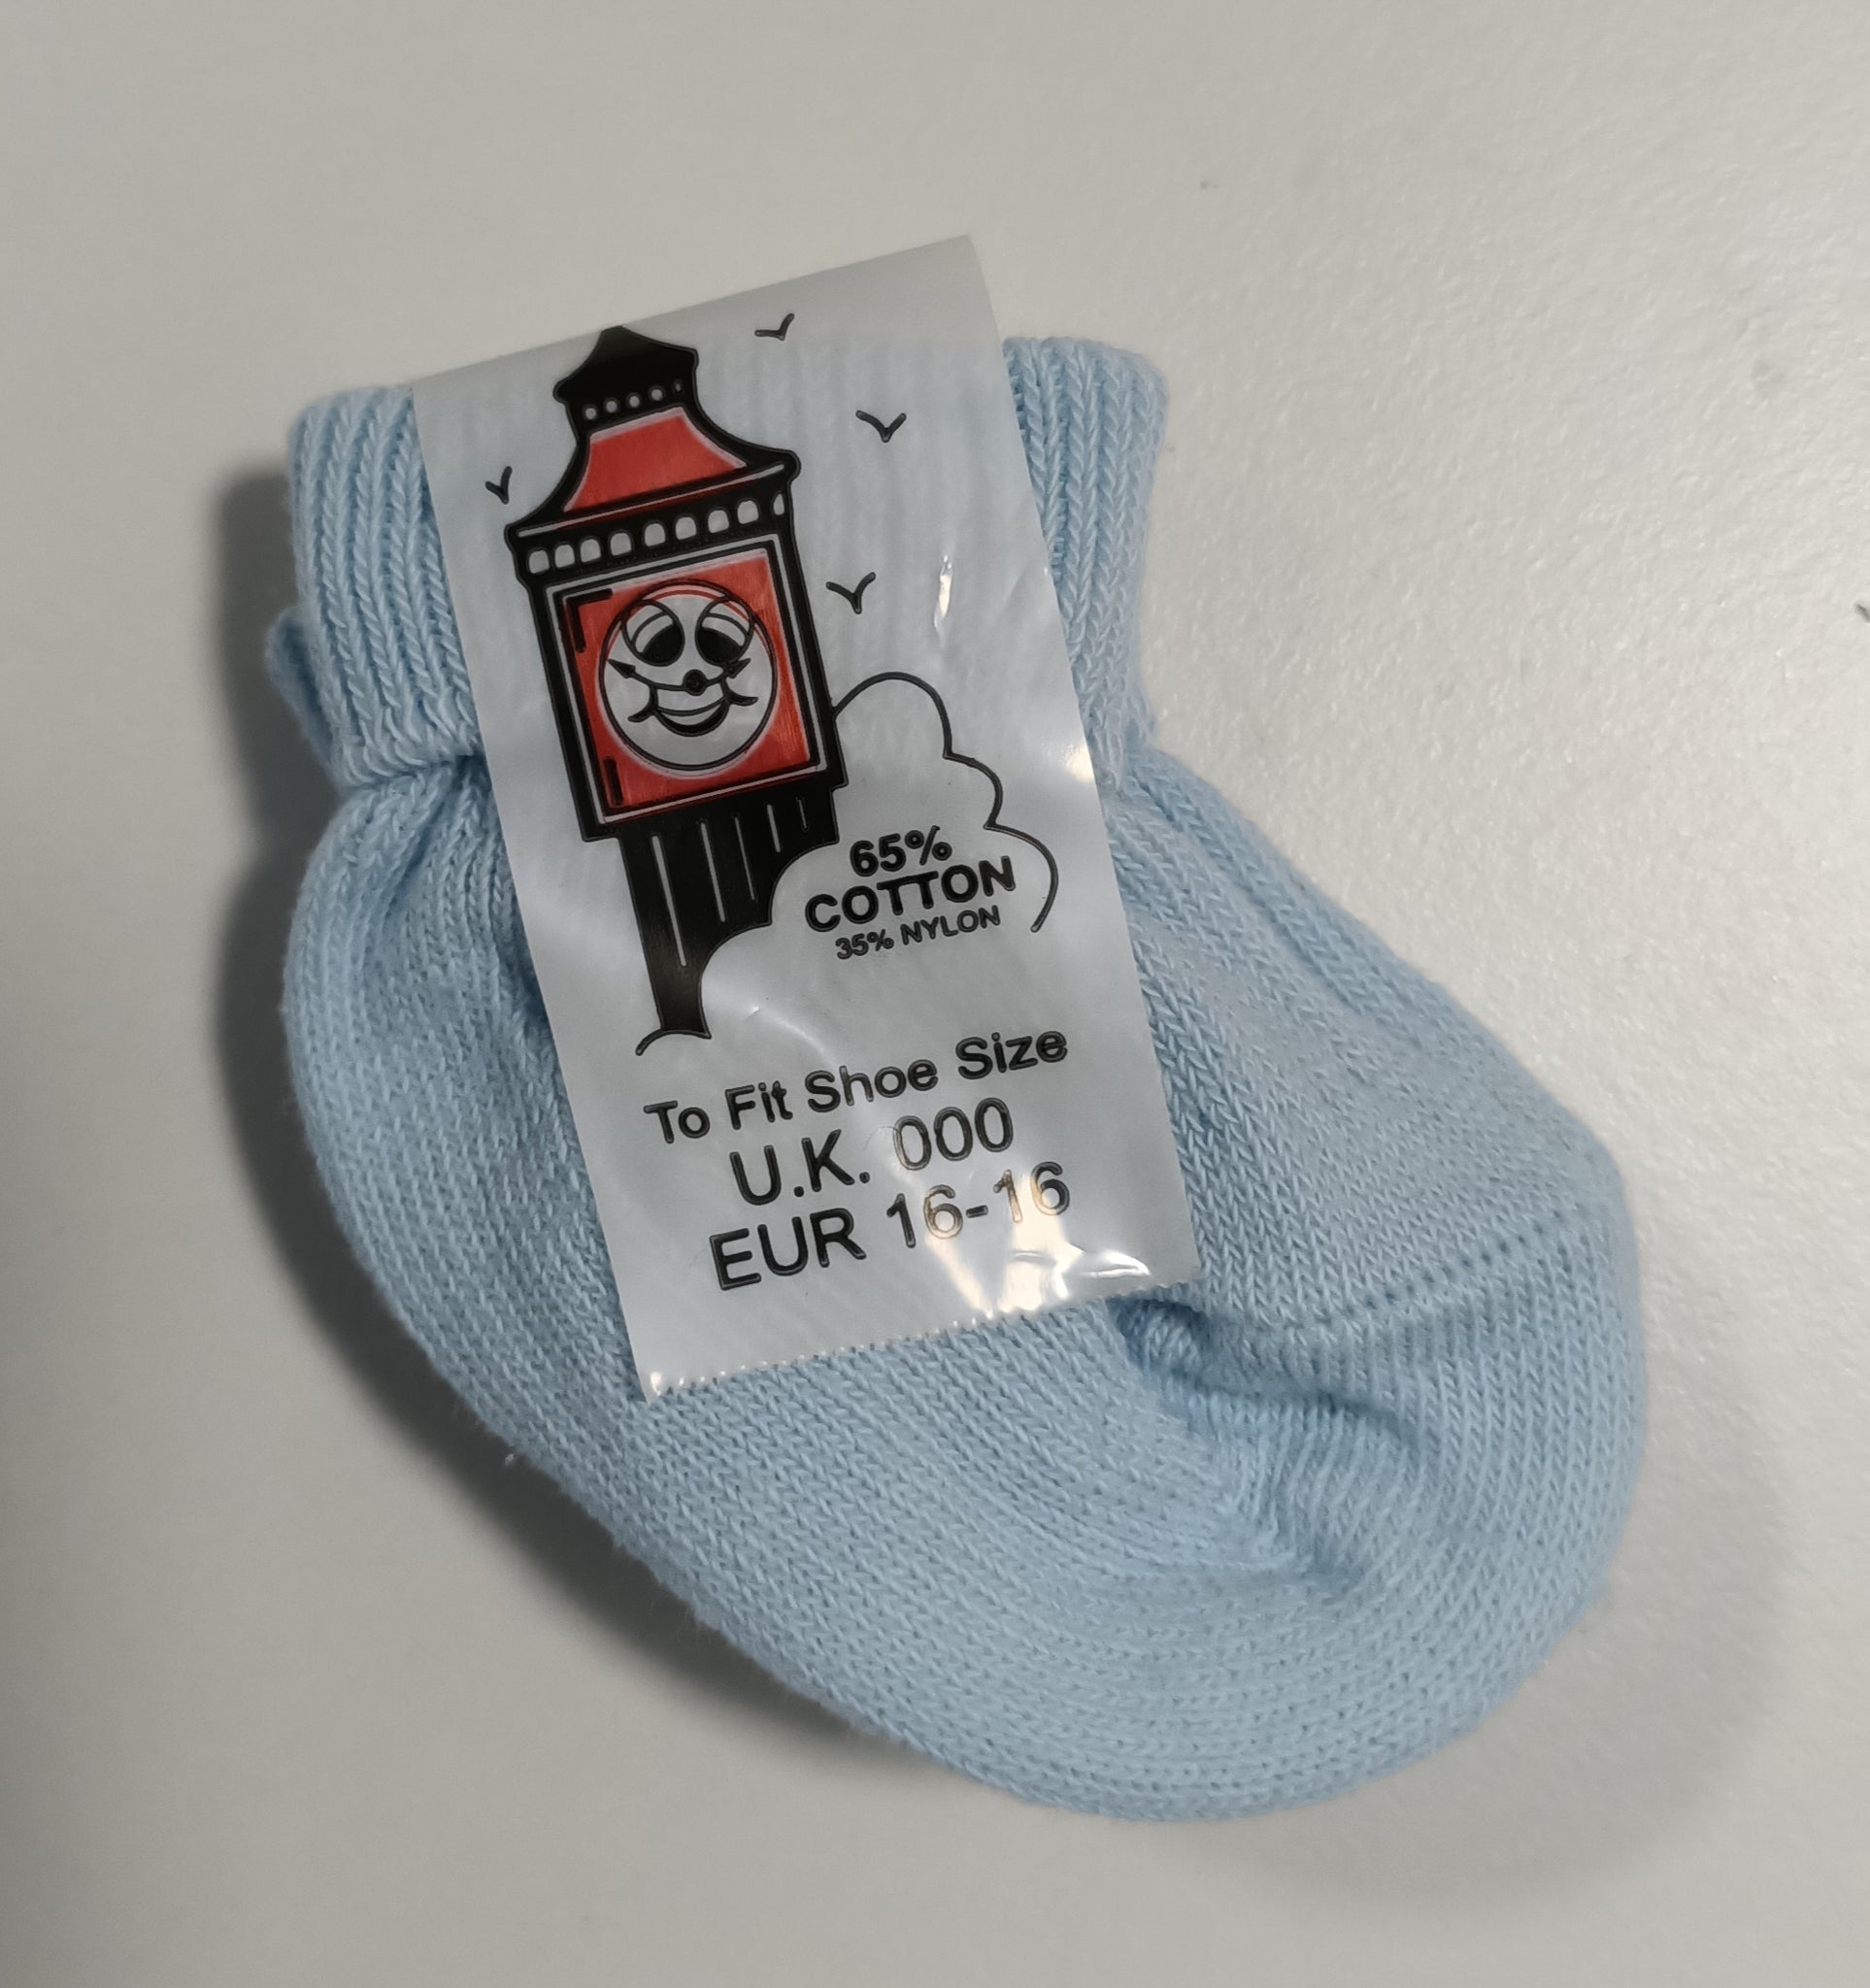 65%
COTTON
35% NYLON
To Fit Shoe Size
U.K. 000
EUR 16-16